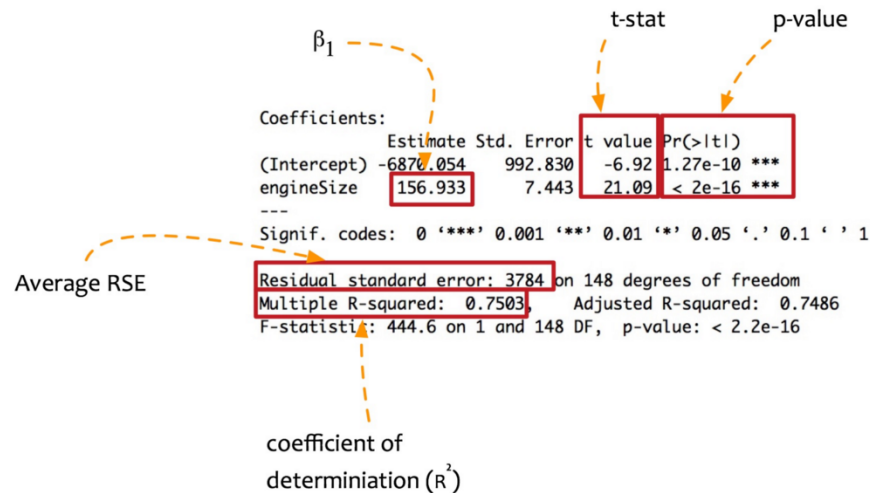 t-stat
p-value
β1
Coefficients:
Estimate Std. Error t value Pr(>|t|)
(Intercept) -6870.054 992.830 -6.92 1.27e-10 ***
engineSize 156.933 7.443 21.09 < 2e-16 ***
---
Signif. codes: 0 ‘***’ 0.001 ‘**’ 0.01 ‘*’ 0.05 ‘.’ 0.1 ‘ ’ 1
Average RSE
Residual standard error: 3784 on 148 degrees of freedom
Multiple R-squared: 0.7503, Adjusted R-squared: 0.7486
F-statistic: 444.6 on 1 and 148 DF, p-value: < 2.2e-16
coefficient of
determiniation (R²)